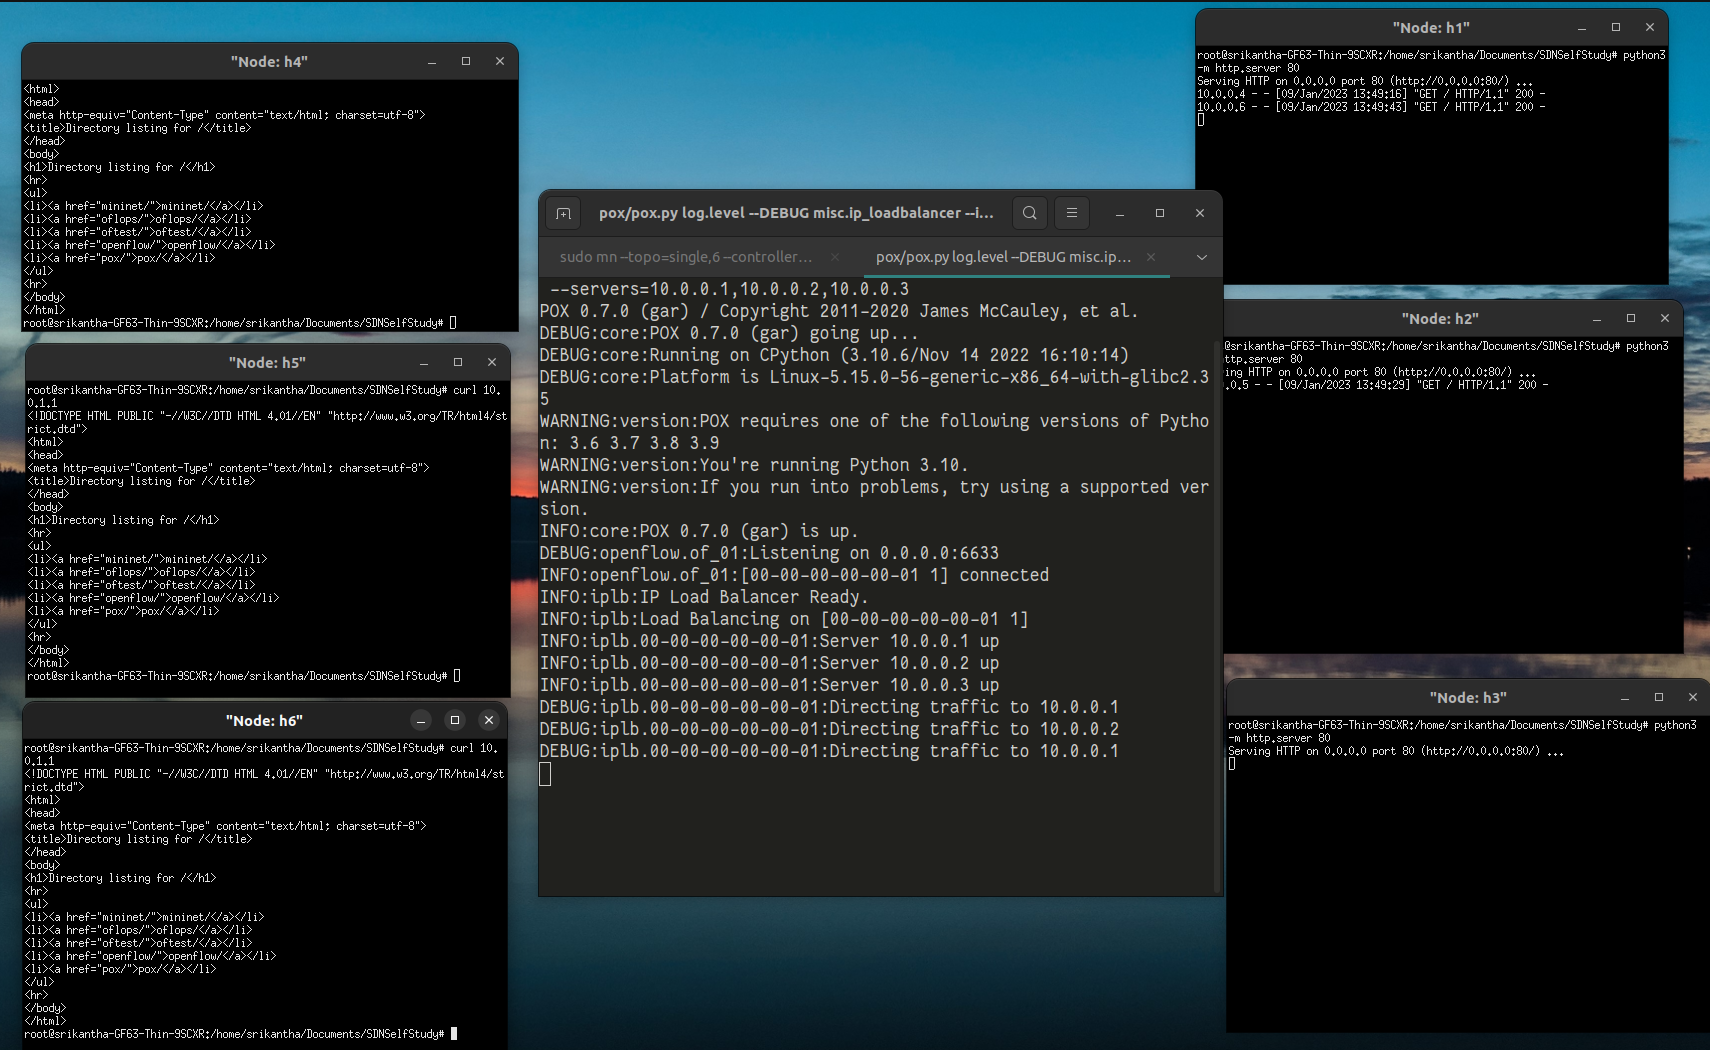 "Node: h4"
<html>
<head>
<meta http-equiv="Content-Type" content="text/html; charset=utf-8">
<title>Directory listing for /</title>
</head>
<body>
<h1>Directory listing for /</h1>
<hr>
<ul>
<li><a href="mininet/">mininet/</a></li>
<li><a href="oflops/">oflops/</a></li>
<li><a href="oftest/">oftest/</a></li>
<li><a href="openflow/">openflow/</a></li>
<li><a href="pox/">pox/</a></li>
</ul>
<hr>
</body>
</html>
root@srikantha-GF63-Thin-9SCXR:/home/srikantha/Documents/SDNSelfStudy#
"Node: h5"
root@srikantha-GF63-Thin-9SCXR:/home/srikantha/Documents/SDNSelfStudy# curl 10.
0.1.1
<!DOCTYPE HTML PUBLIC "-//W3C//DTD HTML 4.01//EN" "http://www.w3.org/TR/html4/st
rict.dtd">
<html>
<head>
<meta http-equiv="Content-Type" content="text/html; charset=utf-8">
<title>Directory listing for /</title>
</head>
<body>
<h1>Directory listing for /</h1>
<hr>
<ul>
<li><a href="mininet/">mininet/</a></li>
<li><a href="oflops/">oflops/</a></li>
<li><a href="oftest/">oftest/</a></li>
<li><a href="openflow/">openflow/</a></li>
<li><a href="pox/">pox/</a></li>
</ul>
<hr>
</body>
</html>
root@srikantha-GF63-Thin-9SCXR:/home/srikantha/Documents/SDNSelfStudy#
"Node: h6"
root@srikantha-GF63-Thin-9SCXR:/home/srikantha/Documents/SDNSelfStudy# curl 10.
0.1.1
<!DOCTYPE HTML PUBLIC "-//W3C//DTD HTML 4.01//EN" "http://www.w3.org/TR/html4/st
rict.dtd">
<html>
<head>
<meta http-equiv="Content-Type" content="text/html; charset=utf-8">
<title>Directory listing for /</title>
</head>
<body>
<h1>Directory listing for /</h1>
<hr>
<ul>
<li><a href="mininet/">mininet/</a></li>
<li><a href="oflops/">oflops/</a></li>
<li><a href="oftest/">oftest/</a></li>
<li><a href="openflow/">openflow/</a></li>
<li><a href="pox/">pox/</a></li>
</ul>
<hr>
</body>
</html>
root@srikantha-GF63-Thin-9SCXR:/home/srikantha/Documents/SDNSelfStudy#
pox/pox.py log.level --DEBUG misc.ip_loadbalancer --i...
sudo mn --topo=single,6 --controller...
pox/pox.py log.level --DEBUG misc.ip...
--servers=10.0.0.1,10.0.0.2,10.0.0.3
POX 0.7.0 (gar) / Copyright 2011-2020 James McCauley, et al.
DEBUG:core:POX 0.7.0 (gar) going up...
DEBUG:core:Running on CPython (3.10.6/Nov 14 2022 16:10:14)
DEBUG:core:Platform is Linux-5.15.0-56-generic-x86_64-with-glibc2.3
5
WARNING:version:POX requires one of the following versions of Pytho
n: 3.6 3.7 3.8 3.9
WARNING:version:You're running Python 3.10.
WARNING:version:If you run into problems, try using a supported ver
sion.
INFO:core:POX 0.7.0 (gar) is up.
DEBUG:openflow.of_01:Listening on 0.0.0.0:6633
INFO:openflow.of_01:[00-00-00-00-00-01 1] connected
INFO:iplb:IP Load Balancer Ready.
INFO:iplb:Load Balancing on [00-00-00-00-00-01 1]
INFO:iplb.00-00-00-00-00-01:Server 10.0.0.1 up
INFO:iplb.00-00-00-00-00-01:Server 10.0.0.2 up
INFO:iplb.00-00-00-00-00-01:Server 10.0.0.3 up
DEBUG:iplb.00-00-00-00-00-01:Directing traffic to 10.0.0.1
DEBUG:iplb.00-00-00-00-00-01:Directing traffic to 10.0.0.2
DEBUG:iplb.00-00-00-00-00-01:Directing traffic to 10.0.0.1
"Node: h1"
root@srikantha-GF63-Thin-9SCXR:/home/srikantha/Documents/SDNSelfStudy# python3
-m http.server 80
Serving HTTP on 0.0.0.0 port 80 (http://0.0.0.0:80/) ...
10.0.0.4 - - [09/Jan/2023 13:49:16] "GET / HTTP/1.1" 200 -
10.0.0.6 - - [09/Jan/2023 13:49:43] "GET / HTTP/1.1" 200 -
"Node: h2"
@srikantha-GF63-Thin-9SCXR:/home/srikantha/Documents/SDNSelfStudy# python3
http.server 80
ing HTTP on 0.0.0.0 port 80 (http://0.0.0.0:80/) ...
.0.5 - - [09/Jan/2023 13:49:29] "GET / HTTP/1.1" 200 -
"Node: h3"
root@srikantha-GF63-Thin-9SCXR:/home/srikantha/Documents/SDNSelfStudy# python3
-m http.server 80
Serving HTTP on 0.0.0.0 port 80 (http://0.0.0.0:80/) ...